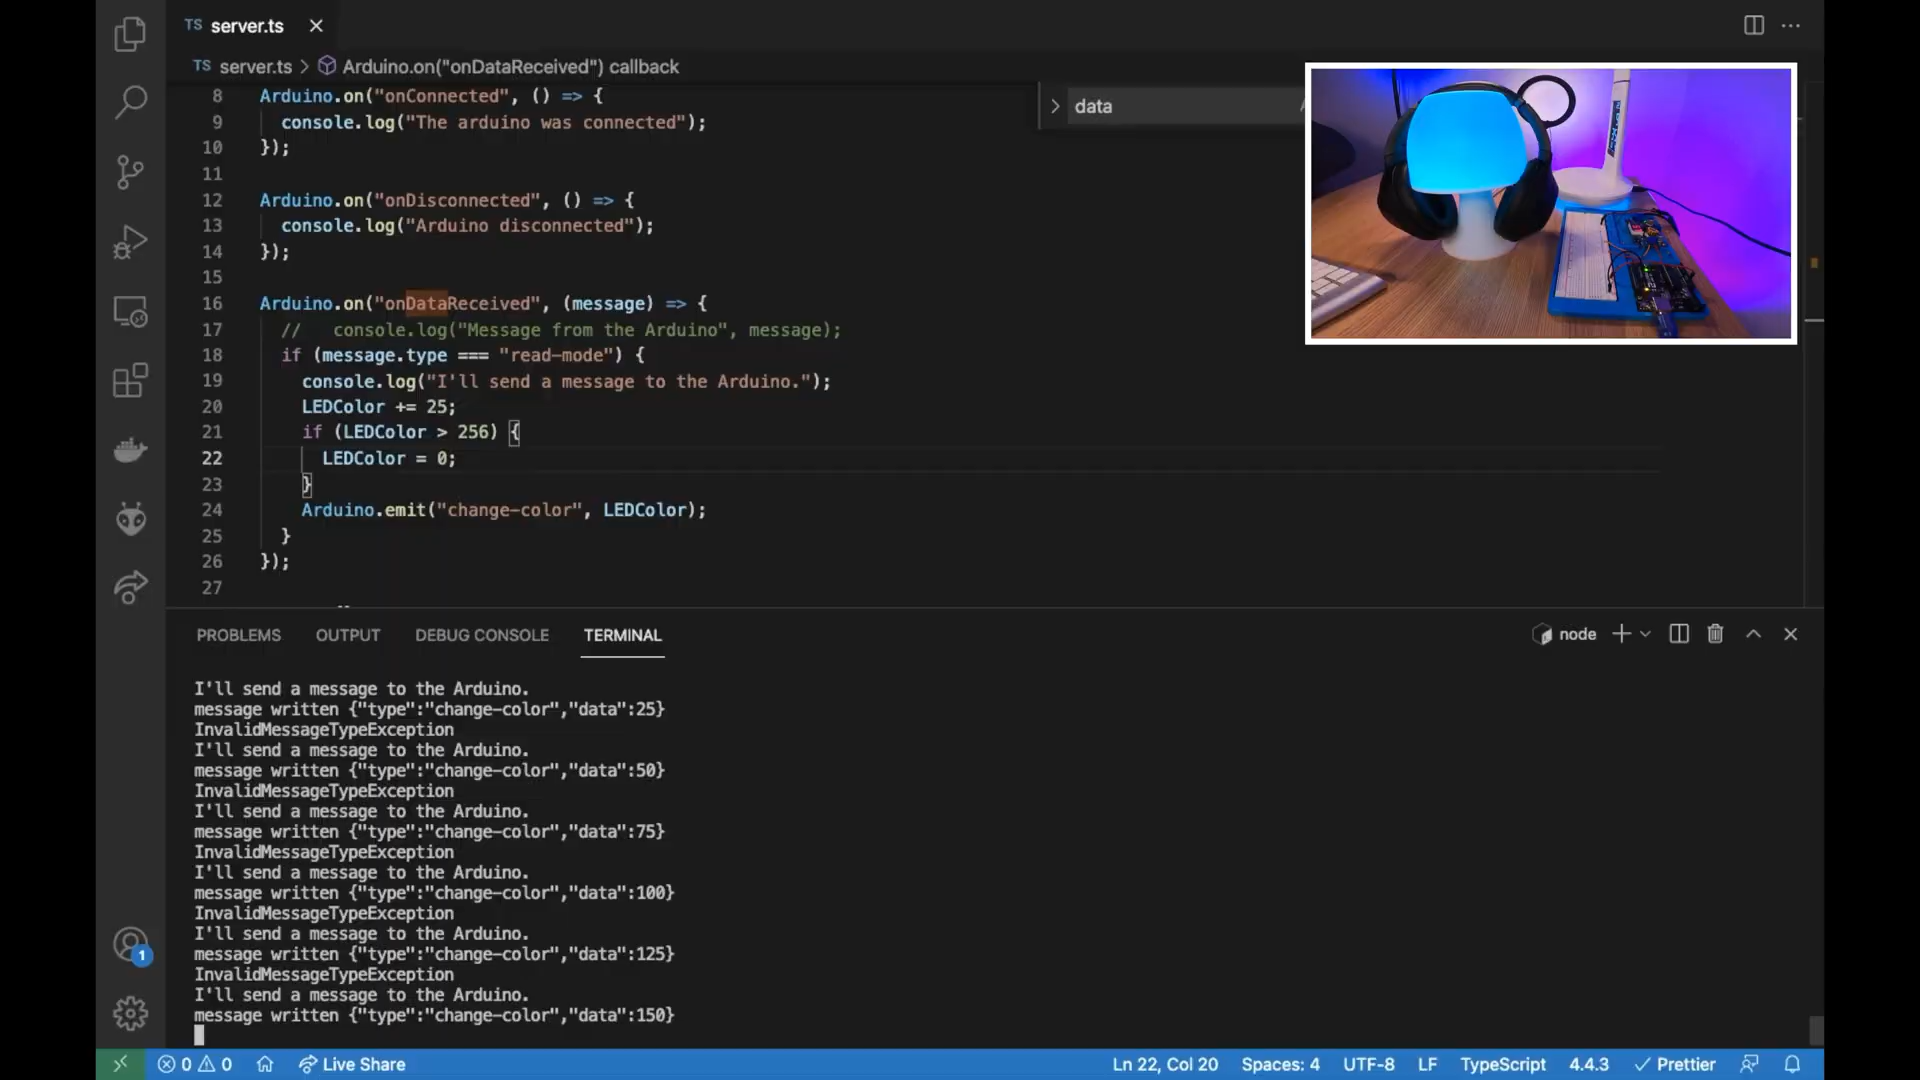 TS server.ts
TS server.ts > Arduino.on("onDataReceived") callback
data
8 Arduino.on("onConnected", () => {
9 console.log("The arduino was connected");
10 });
11
12 Arduino.on("onDisconnected", () => {
13 console.log("Arduino disconnected");
14 });
15
16 Arduino.on("onDataReceived", (message) => {
17 // console.log("Message from the Arduino", message);
18 if (message.type === "read-mode") {
19 console.log("I'll send a message to the Arduino.");
20 LEDColor += 25;
21 if (LEDColor > 256) {
22 LEDColor = 0;
23 }
24 Arduino.emit("change-color", LEDColor);
25 }
26 });
27
PROBLEMS OUTPUT DEBUG CONSOLE TERMINAL
node
I'll send a message to the Arduino.
message written {"type":"change-color","data":25}
InvalidMessageTypeException
I'll send a message to the Arduino.
message written {"type":"change-color","data":50}
InvalidMessageTypeException
I'll send a message to the Arduino.
message written {"type":"change-color","data":75}
InvalidMessageTypeException
I'll send a message to the Arduino.
message written {"type":"change-color","data":100}
InvalidMessageTypeException
I'll send a message to the Arduino.
message written {"type":"change-color","data":125}
InvalidMessageTypeException
I'll send a message to the Arduino.
message written {"type":"change-color","data":150}
1
0 0 Live Share Ln 22, Col 20 Spaces: 4 UTF-8 LF TypeScript 4.4.3 Prettier